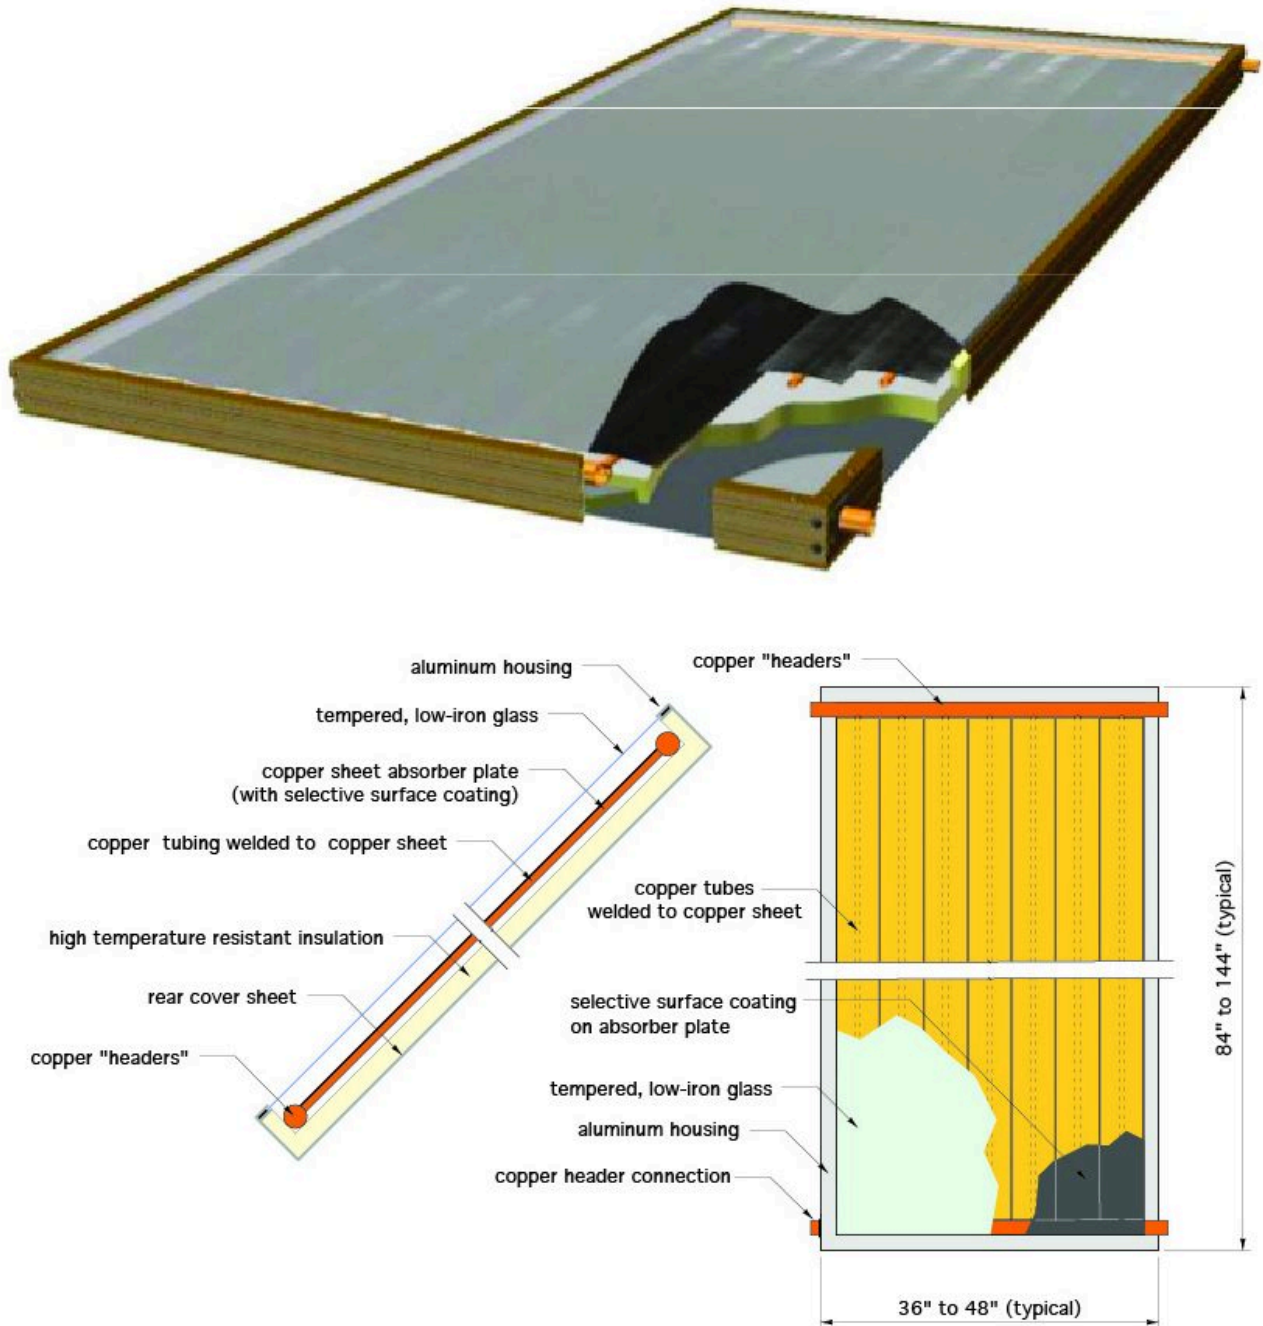 aluminum housing
tempered, low-iron glass
copper sheet absorber plate
(with selective surface coating)
copper tubing welded to copper sheet
high temperature resistant insulation
rear cover sheet
copper "headers"
copper "headers"
copper tubes
welded to copper sheet
selective surface coating
on absorber plate
tempered, low-iron glass
aluminum housing
copper header connection
84" to 144" (typical)
36" to 48" (typical)